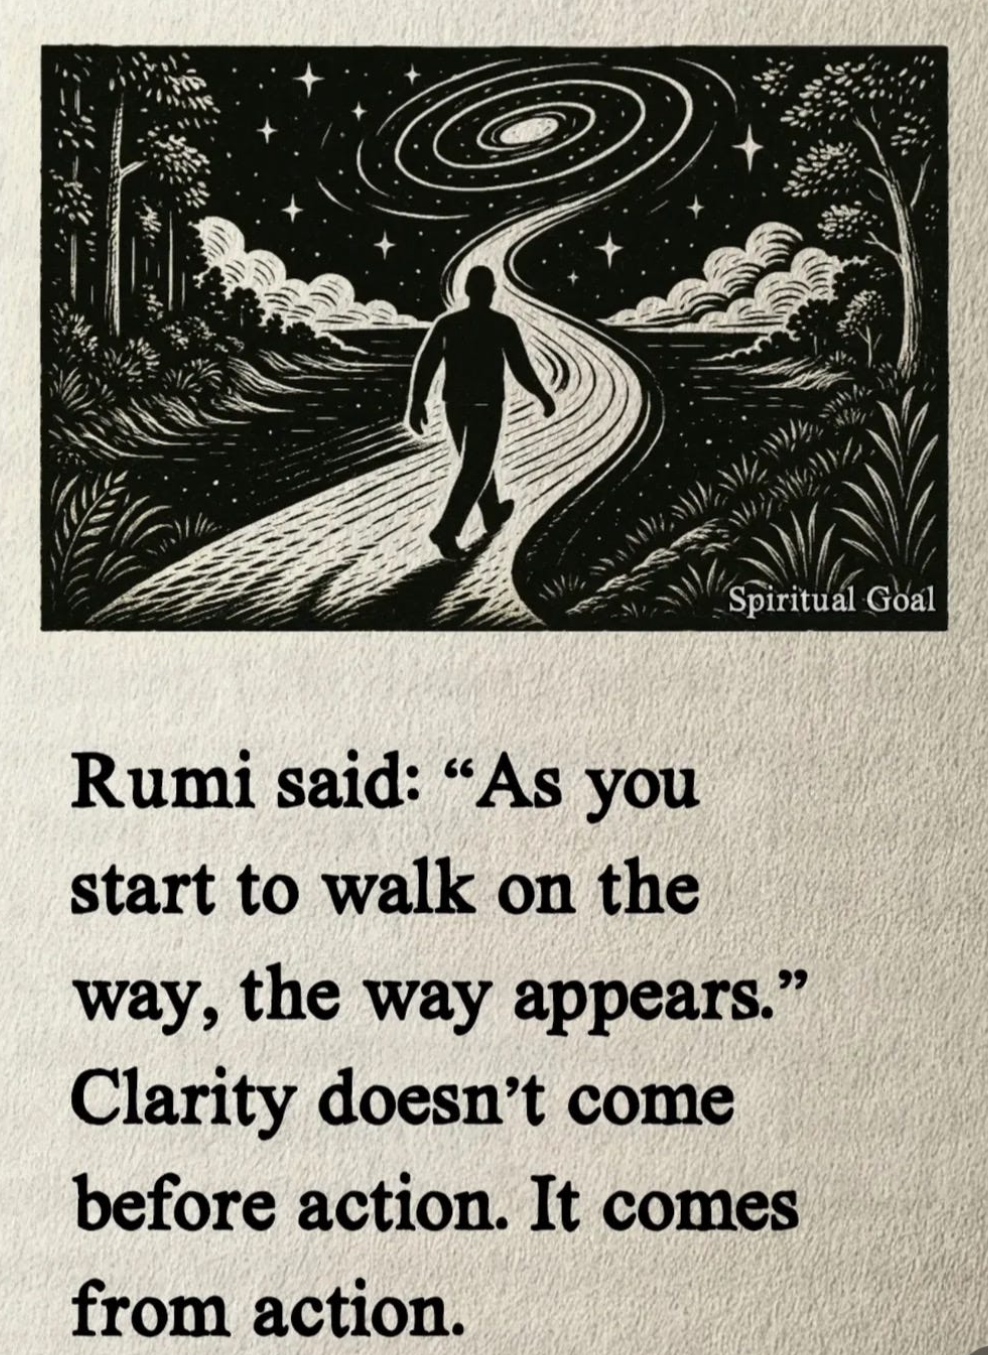 Spiritual Goal
Rumi said: “As you
start to walk on the
way, the way appears.”
Clarity doesn’t come
before action. It comes
from action.